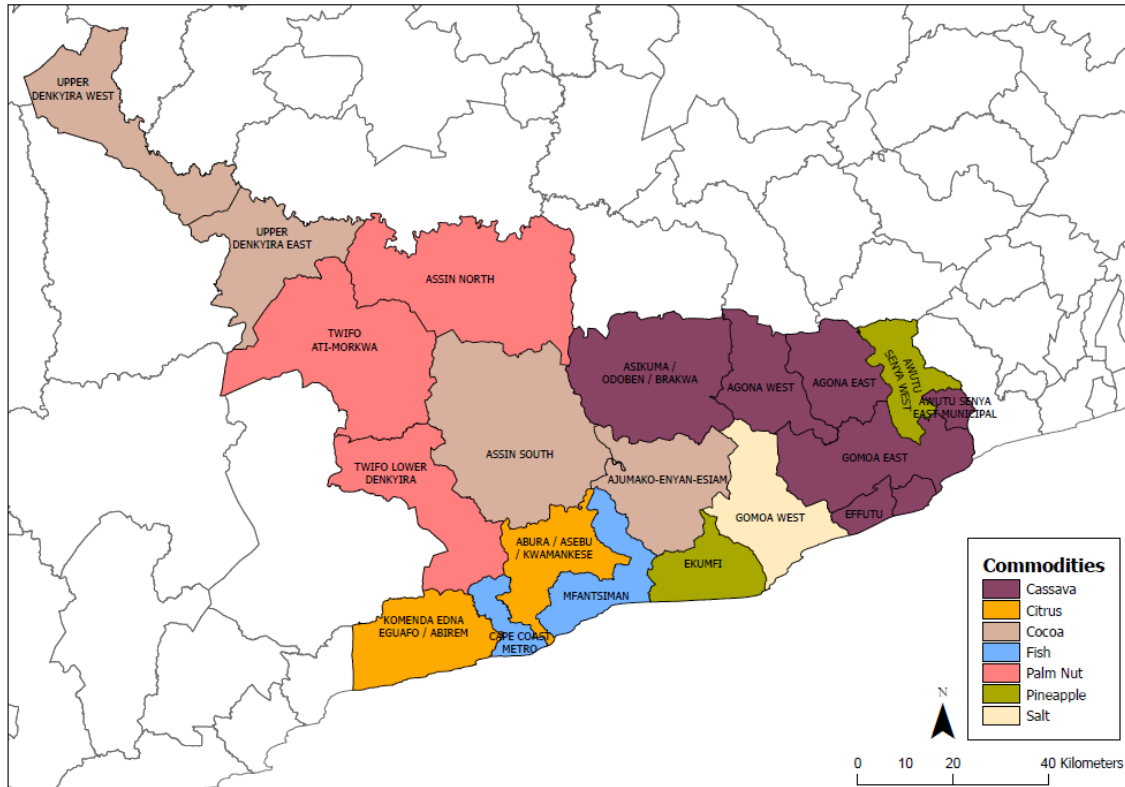 UPPER
DENKYIRA WEST
UPPER
DENKYIRA EAST
ASSIN NORTH
TWIFO
ATI-MORKWA
ASIKUMA /
ODOBEN / BRAKWA
AGONA WEST
AGONA EAST
AWUTU
SENYA WEST
AWUTU SENYA
EAST MUNICIPAL
ASSIN SOUTH
TWIFO LOWER
DENKYIRA
GOMOA EAST
AJUMAKO-ENYAN-ESIAM
GOMOA WEST
EFFUTU
ABURA / ASEBU
/ KWAMANKESE
EKUMFI
MFANTSIMAN
KOMENDA EDNA
EGUAFO / ABIREM
CAPE COAST
METRO
Commodities
Cassava
Citrus
Cocoa
Fish
Palm Nut
Pineapple
Salt
N
0 10 20 40 Kilometers